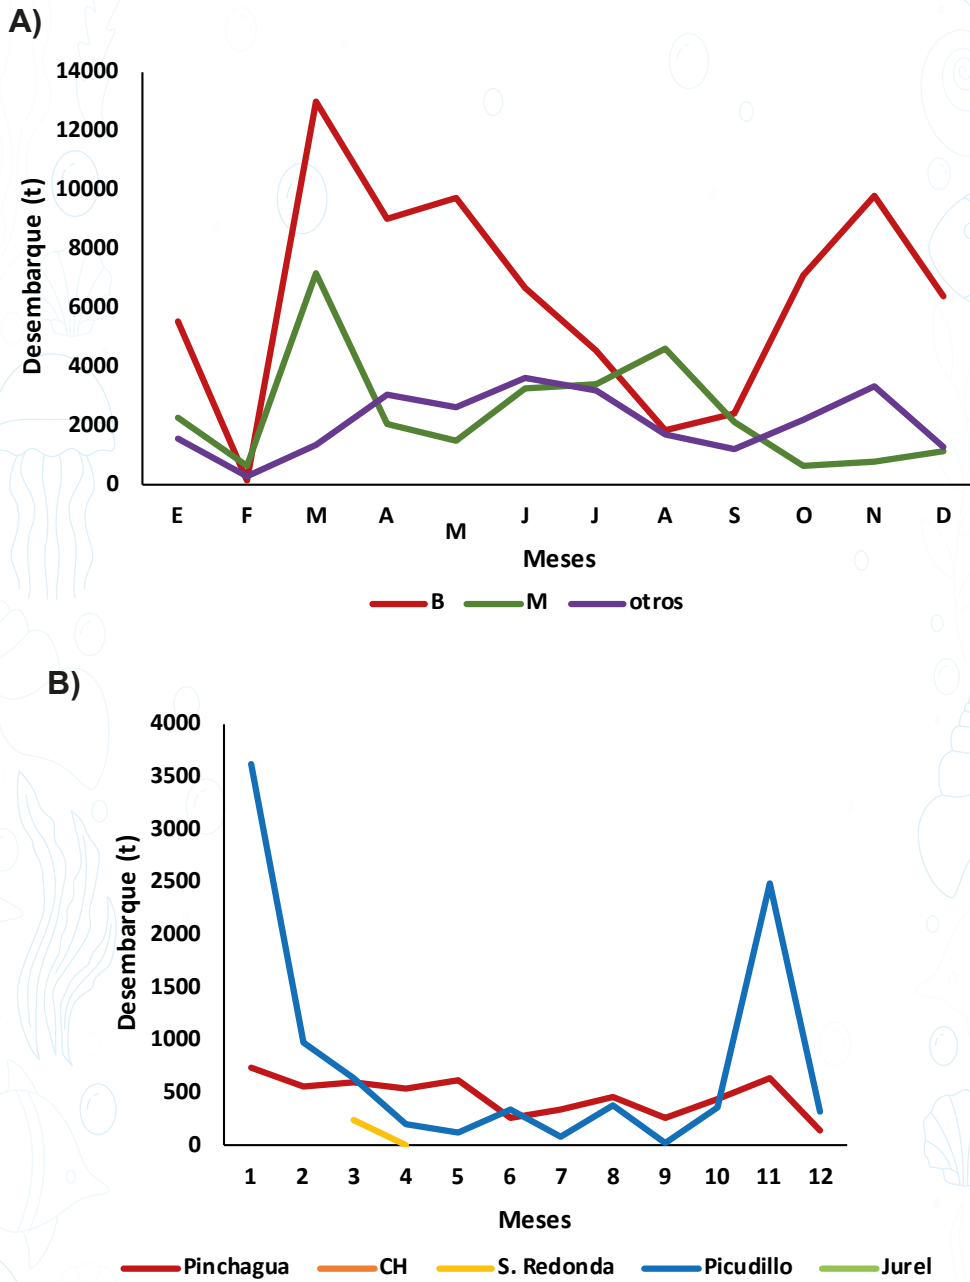 A)
14000
12000
10000
8000
6000
4000
2000
0
Desembarque (t)
E F M A M J J A S O N D
Meses
B M otros
B)
4000
3500
3000
2500
2000
1500
1000
500
0
Desembarque (t)
1 2 3 4 5 6 7 8 9 10 11 12
Meses
Pinchagua CH S. Redonda Picudillo Jurel